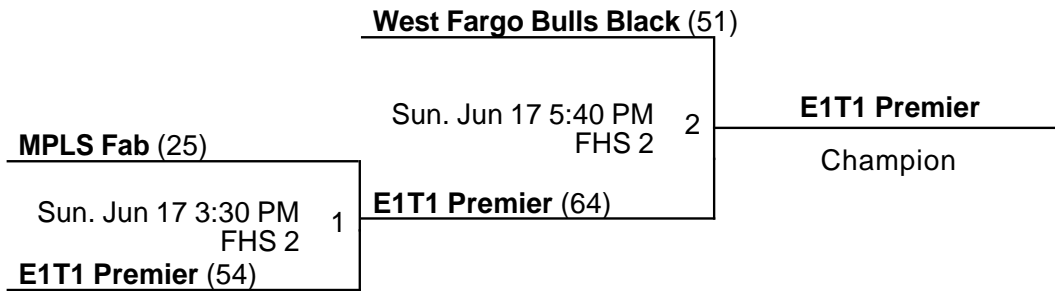 West Fargo Bulls Black (51)
Sun. Jun 17 5:40 PM
FHS 2
2
E1T1 Premier
Champion
MPLS Fab (25)
Sun. Jun 17 3:30 PM
FHS 2
1
E1T1 Premier (64)
E1T1 Premier (54)